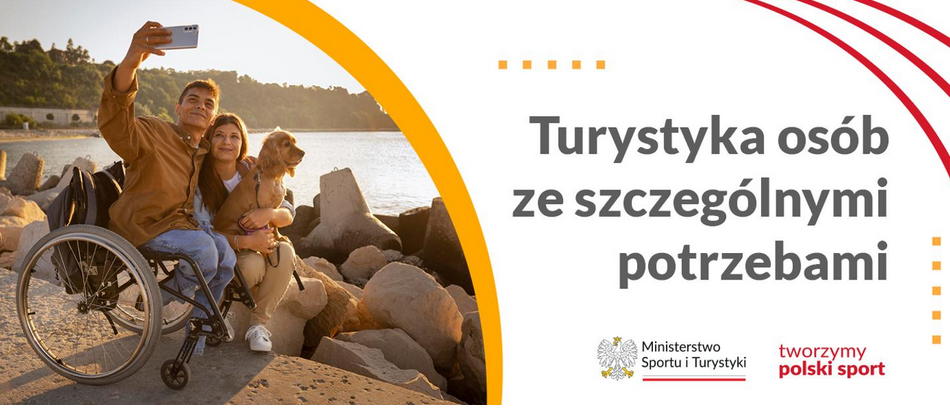 Turystyka osób
ze szczególnymi
potrzebami
Ministerstwo
Sportu i Turystyki
tworzymy
polski sport